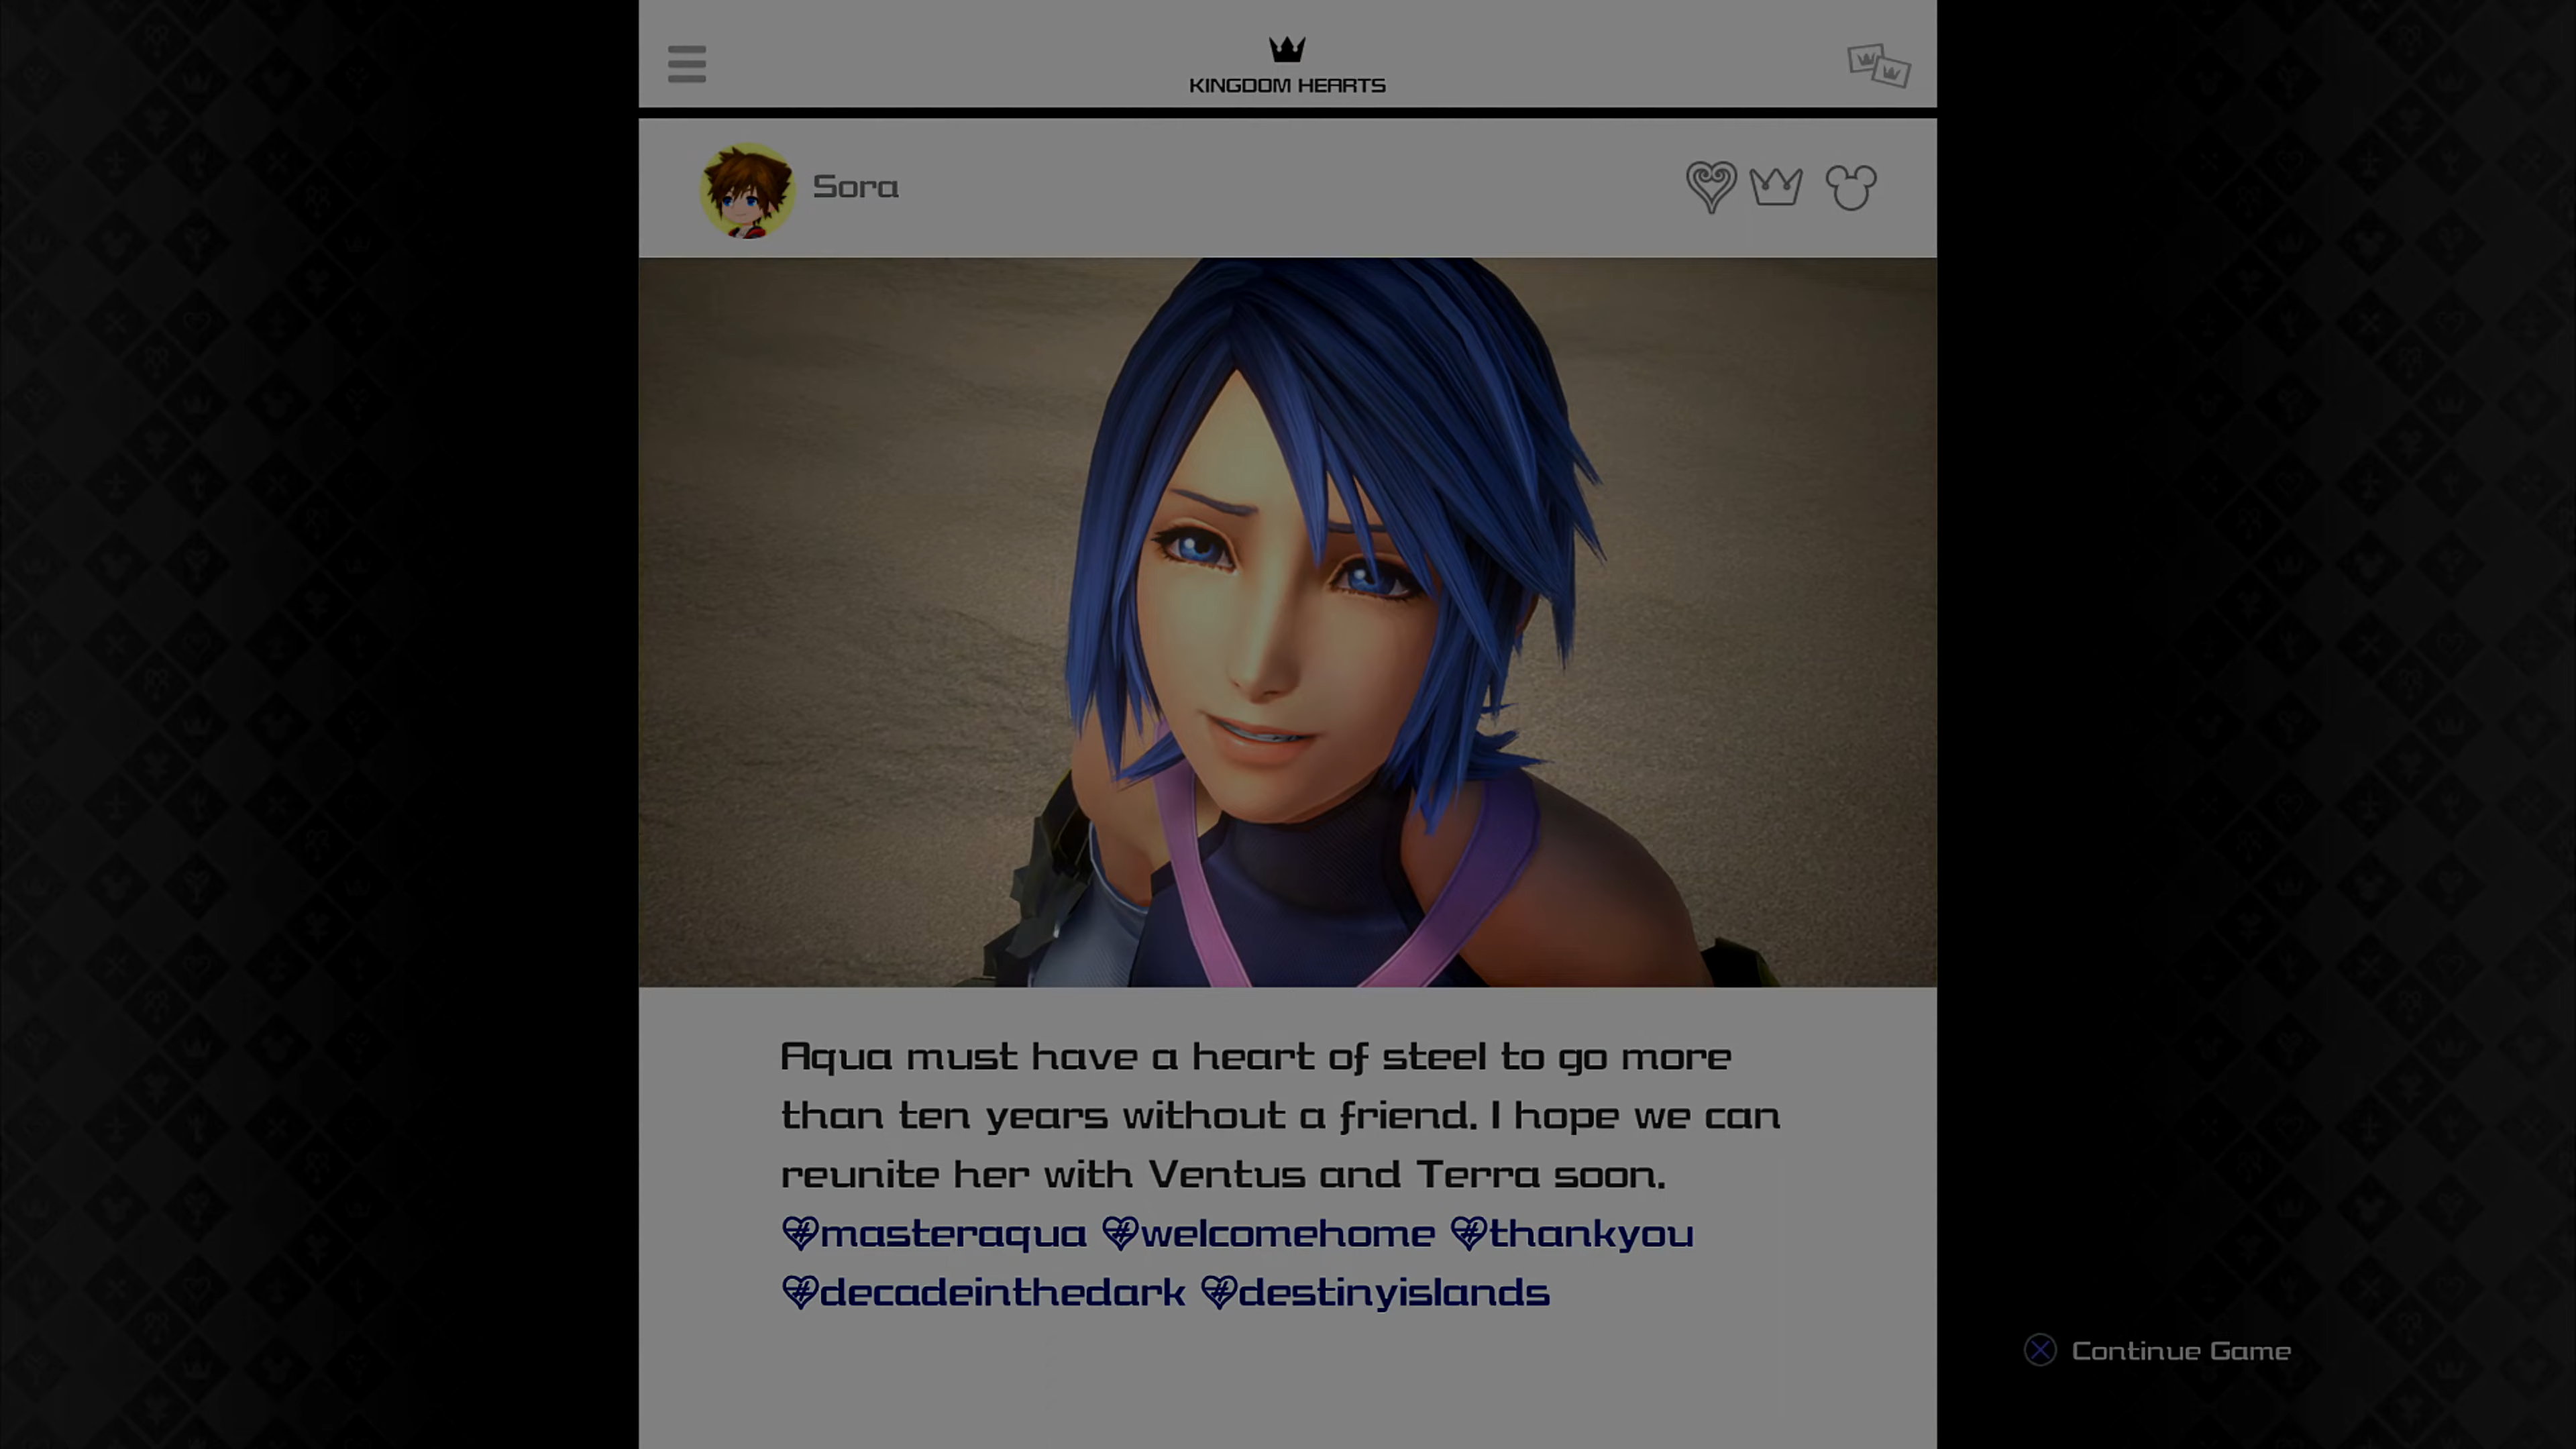 KINGDOM HEARTS
Sora
Aqua must have a heart of steel to go more
than ten years without a friend. I hope we can
reunite her with Ventus and Terra soon.
#masteraqua #welcomehome #thankyou
#decadeinthedark #destinyislands
Continue Game